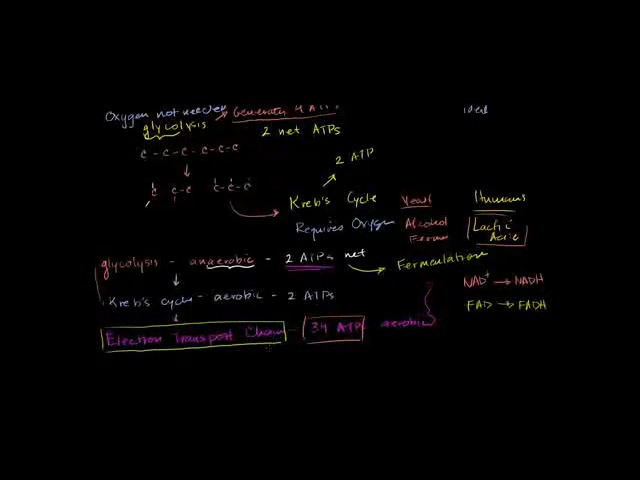 Oxygen not needed → Generates 4 ATPs
ideal
glycolysis
2 net ATPs
C - C - C - C - C - C
2 ATP
C C - C C - C - C
Kreb's Cycle Yeast Humans
Requires Oxygen Alcohol Lactic
Acid
glycolysis - anaerobic - 2 ATPs net
Fermentation
NAD+ → NADH
Kreb's cycle - aerobic - 2 ATPs
FAD → FADH
Electron Transport Chain - 34 ATP aerobic